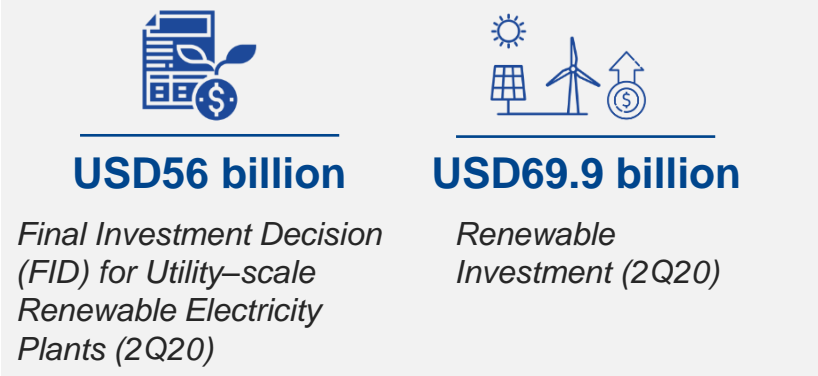 USD56 billion
Final Investment Decision
(FID) for Utility–scale
Renewable Electricity
Plants (2Q20)
USD69.9 billion
Renewable
Investment (2Q20)